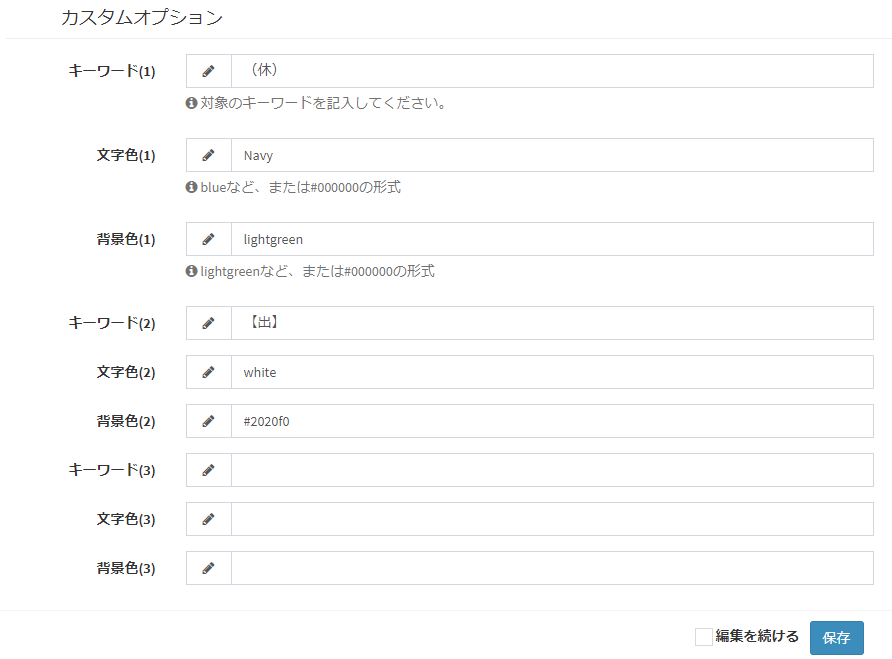 カスタムオプション
キーワード(1)
（休）
対象のキーワードを記入してください。
文字色(1)
Navy
blueなど、または#000000の形式
背景色(1)
lightgreen
lightgreenなど、または#000000の形式
キーワード(2)
【出】
文字色(2)
white
背景色(2)
#2020f0
キーワード(3)
文字色(3)
背景色(3)
編集を続ける
保存